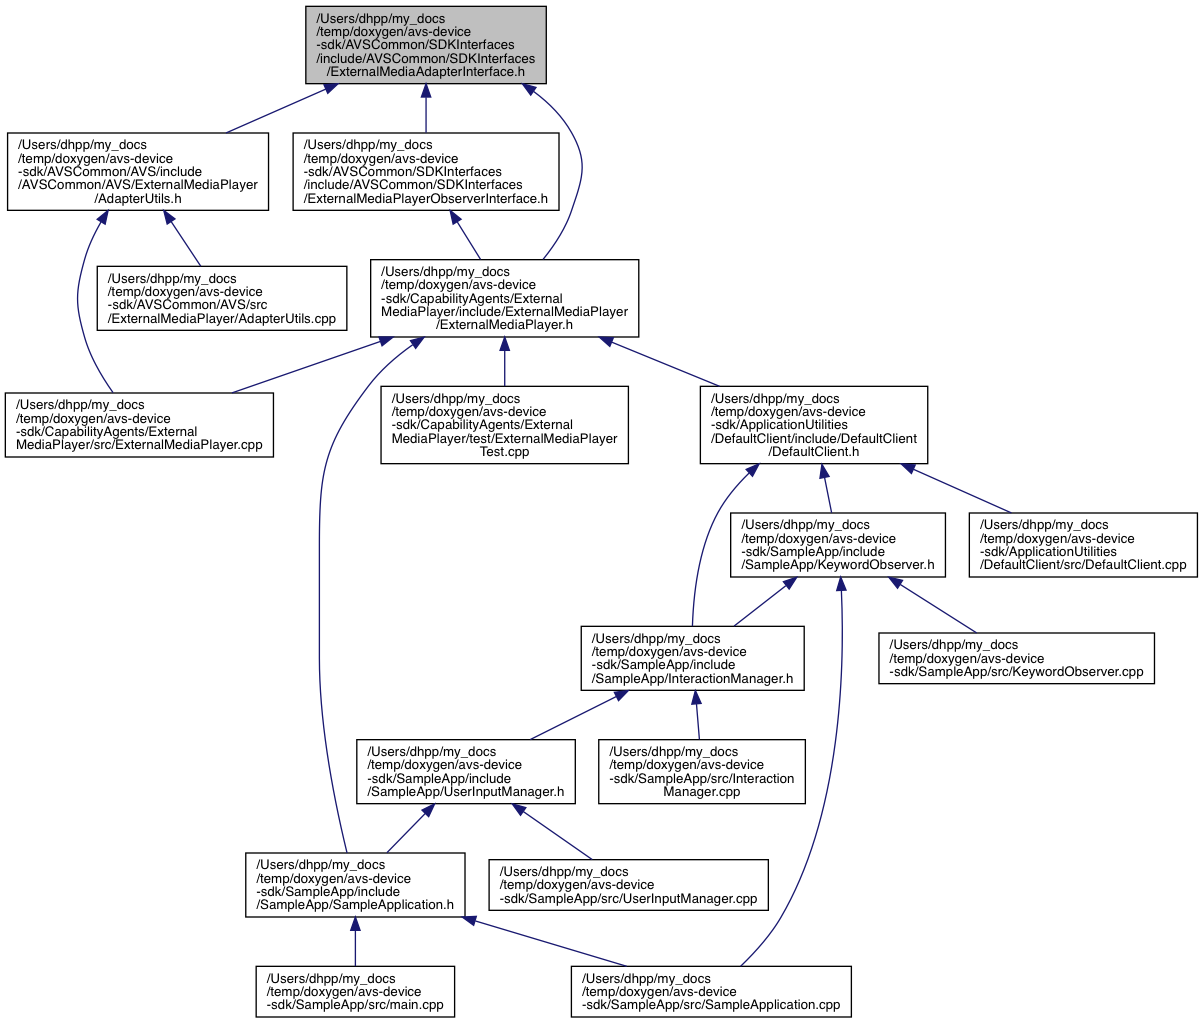 /Users/dhpp/my_docs
/temp/doxygen/avs-device
-sdk/AVSCommon/SDKInterfaces
/include/AVSCommon/SDKInterfaces
/ExternalMediaAdapterInterface.h
/Users/dhpp/my_docs
/temp/doxygen/avs-device
-sdk/AVSCommon/AVS/include
/AVSCommon/AVS/ExternalMediaPlayer
/AdapterUtils.h
/Users/dhpp/my_docs
/temp/doxygen/avs-device
-sdk/AVSCommon/SDKInterfaces
/include/AVSCommon/SDKInterfaces
/ExternalMediaPlayerObserverInterface.h
/Users/dhpp/my_docs
/temp/doxygen/avs-device
-sdk/AVSCommon/AVS/src
/ExternalMediaPlayer/AdapterUtils.cpp
/Users/dhpp/my_docs
/temp/doxygen/avs-device
-sdk/CapabilityAgents/External
MediaPlayer/include/ExternalMediaPlayer
/ExternalMediaPlayer.h
/Users/dhpp/my_docs
/temp/doxygen/avs-device
-sdk/CapabilityAgents/External
MediaPlayer/src/ExternalMediaPlayer.cpp
/Users/dhpp/my_docs
/temp/doxygen/avs-device
-sdk/CapabilityAgents/External
MediaPlayer/test/ExternalMediaPlayer
Test.cpp
/Users/dhpp/my_docs
/temp/doxygen/avs-device
-sdk/ApplicationUtilities
/DefaultClient/include/DefaultClient
/DefaultClient.h
/Users/dhpp/my_docs
/temp/doxygen/avs-device
-sdk/SampleApp/include
/SampleApp/KeywordObserver.h
/Users/dhpp/my_docs
/temp/doxygen/avs-device
-sdk/ApplicationUtilities
/DefaultClient/src/DefaultClient.cpp
/Users/dhpp/my_docs
/temp/doxygen/avs-device
-sdk/SampleApp/include
/SampleApp/InteractionManager.h
/Users/dhpp/my_docs
/temp/doxygen/avs-device
-sdk/SampleApp/src/KeywordObserver.cpp
/Users/dhpp/my_docs
/temp/doxygen/avs-device
-sdk/SampleApp/include
/SampleApp/UserInputManager.h
/Users/dhpp/my_docs
/temp/doxygen/avs-device
-sdk/SampleApp/src/Interaction
Manager.cpp
/Users/dhpp/my_docs
/temp/doxygen/avs-device
-sdk/SampleApp/include
/SampleApp/SampleApplication.h
/Users/dhpp/my_docs
/temp/doxygen/avs-device
-sdk/SampleApp/src/UserInputManager.cpp
/Users/dhpp/my_docs
/temp/doxygen/avs-device
-sdk/SampleApp/src/main.cpp
/Users/dhpp/my_docs
/temp/doxygen/avs-device
-sdk/SampleApp/src/SampleApplication.cpp